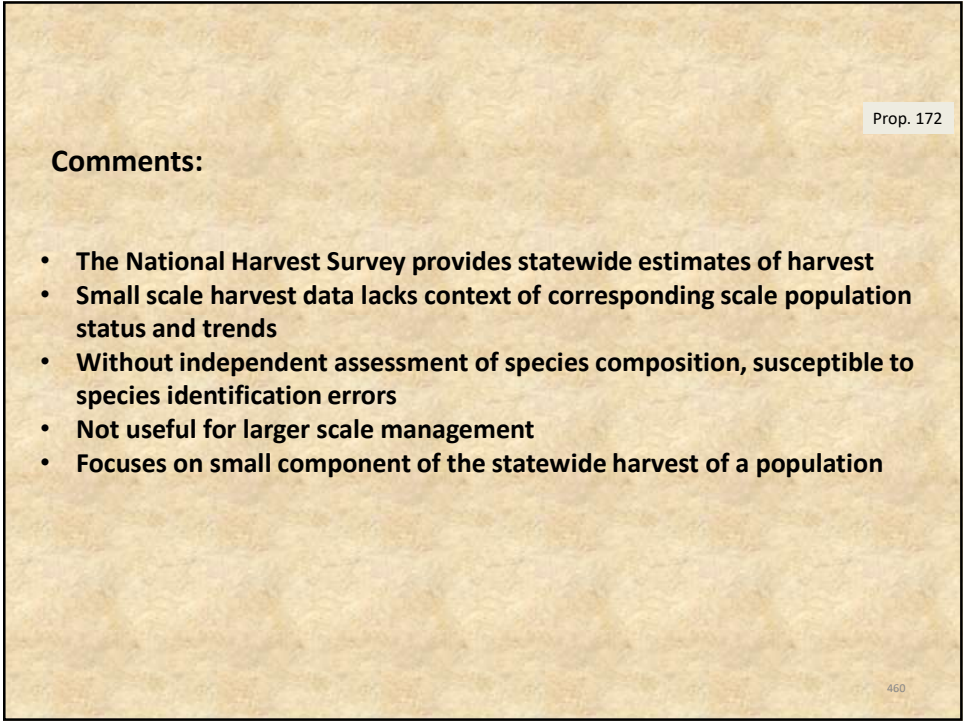 Prop. 172
Comments:
• The National Harvest Survey provides statewide estimates of harvest
• Small scale harvest data lacks context of corresponding scale population
status and trends
• Without independent assessment of species composition, susceptible to
species identification errors
• Not useful for larger scale management
• Focuses on small component of the statewide harvest of a population
460